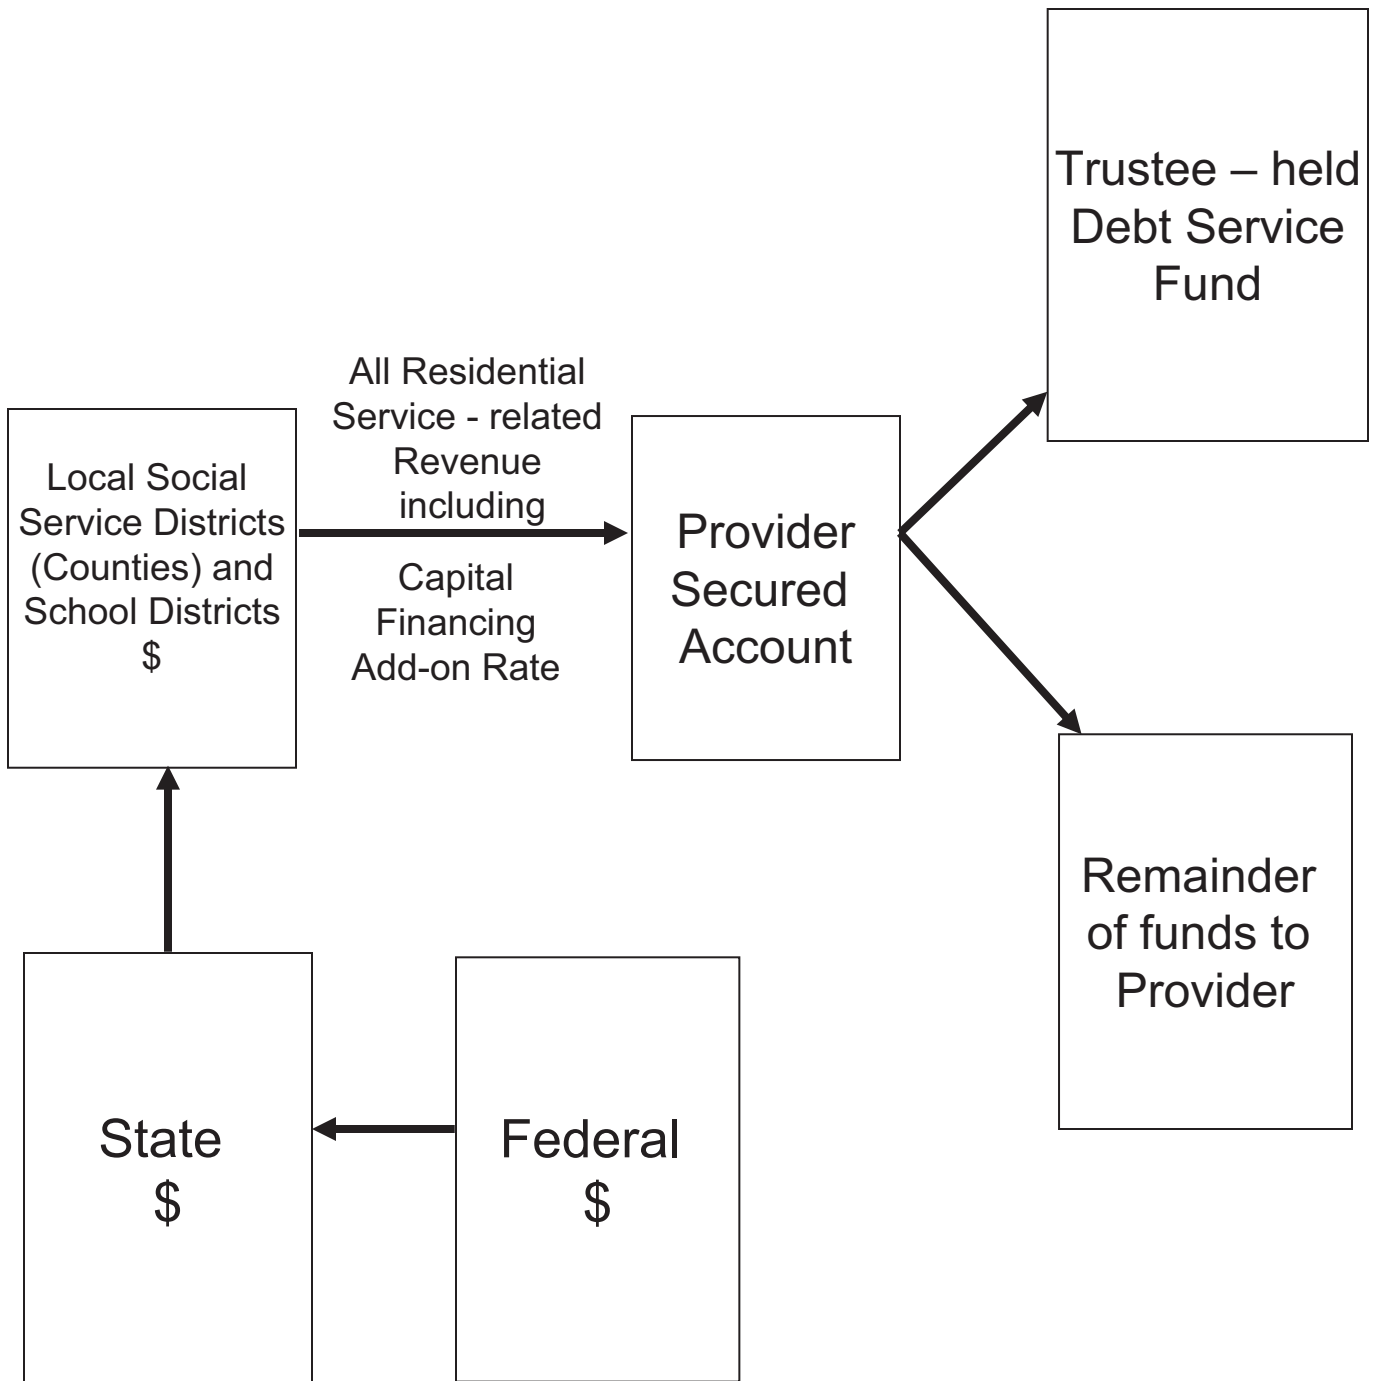 Trustee – held
Debt Service
Fund
All Residential
Service - related
Revenue
including
Capital
Financing
Add-on Rate
Local Social
Service Districts
(Counties) and
School Districts
$
Provider
Secured
Account
Remainder
of funds to
Provider
State
$
Federal
$